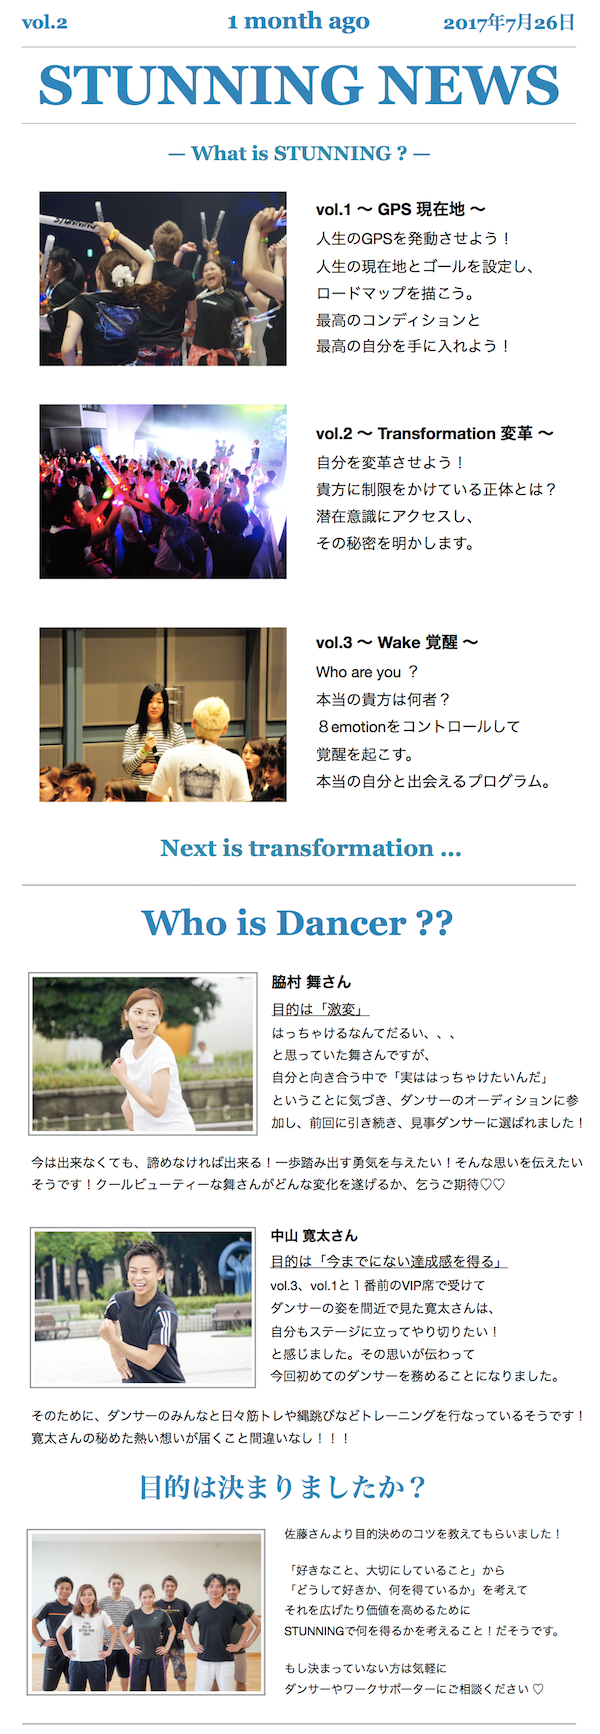 vol.2
1 month ago
2017年7月26日
STUNNING NEWS
— What is STUNNING ? —
STUNNING
vol.1 〜 GPS 現在地 〜
人生のGPSを発動させよう！
人生の現在地とゴールを設定し、
ロードマップを描こう。
最高のコンディションと
最高の自分を手に入れよう！
vol.2 〜 Transformation 変革 〜
自分を変革させよう！
貴方に制限をかけている正体とは？
潜在意識にアクセスし、
その秘密を明かします。
vol.3 〜 Wake 覚醒 〜
Who are you ？
本当の貴方は何者？
８emotionをコントロールして
覚醒を起こす。
本当の自分と出会えるプログラム。
Next is transformation ...
Who is Dancer ??
脇村 舞さん
目的は「激変」
はっちゃけるなんてだるい、、、
と思っていた舞さんですが、
自分と向き合う中で「実ははっちゃけたいんだ」
ということに気づき、ダンサーのオーディションに参
加し、前回に引き続き、見事ダンサーに選ばれました！
今は出来なくても、諦めなければ出来る！一歩踏み出す勇気を与えたい！そんな思いを伝えたい
そうです！クールビューティーな舞さんがどんな変化を遂げるか、乞うご期待♡♡
中山 寛太さん
目的は「今までにない達成感を得る」
vol.3、vol.1と１番前のVIP席で受けて
ダンサーの姿を間近で見た寛太さんは、
自分もステージに立ってやり切りたい！
と感じました。その思いが伝わって
今回初めてのダンサーを務めることになりました。
そのために、ダンサーのみんなと日々筋トレや縄跳びなどトレーニングを行なっているそうです！
寛太さんの秘めた熱い想いが届くこと間違いなし！！！
目的は決まりましたか？
佐藤さんより目的決めのコツを教えてもらいました！
「好きなこと、大切にしていること」から
「どうして好きか、何を得ているか」を考えて
それを広げたり価値を高めるために
STUNNINGで何を得るかを考えること！だそうです。
もし決まっていない方は気軽に
ダンサーやワークサポーターにご相談ください ♡